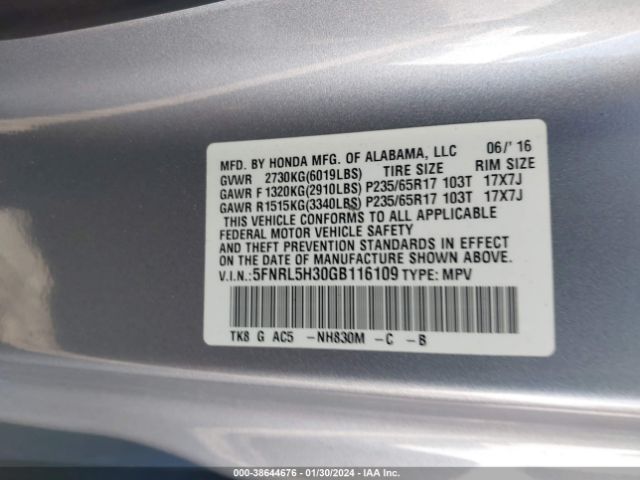 MFD. BY HONDA MFG. OF ALABAMA, LLC 06/'16
GVWR 2730KG(6019LBS) TIRE SIZE RIM SIZE
GAWR F1320KG(2910LBS) P235/65R17 103T 17X7J
GAWR R1515KG(3340LBS) P235/65R17 103T 17X7J
THIS VEHICLE CONFORMS TO ALL APPLICABLE
FEDERAL MOTOR VEHICLE SAFETY
AND THEFT PREVENTION STANDARDS IN EFFECT
ON THE DATE OF MANUFACTURE SHOWN ABOVE.
V.I.N.:5FNRL5H30GB116109 TYPE: MPV
TK8 G AC5 -NH830M -C -B
000-38644676 - 01/30/2024 - IAA Inc.